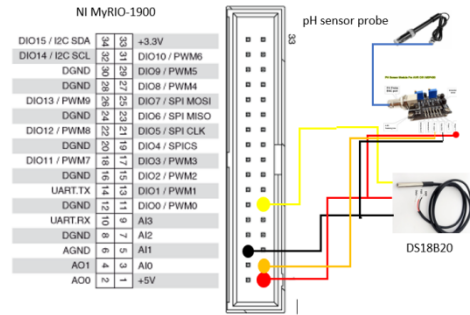 NI MyRIO-1900
pH sensor probe
DIO15 / I2C SDA 34 33 +3.3V
DIO14 / I2C SCL 32 31 DIO10 / PWM6
DGND 30 29 DIO9 / PWM5
DGND 28 27 DIO8 / PWM4
DIO13 / PWM9 26 25 DIO7 / SPI MOSI
DGND 24 23 DIO6 / SPI MISO
DIO12 / PWM8 22 21 DIO5 / SPI CLK
DGND 20 19 DIO4 / SPICS
DIO11 / PWM7 18 17 DIO3 / PWM3
DGND 16 15 DIO2 / PWM2
UART.TX 14 13 DIO1 / PWM1
DGND 12 11 DIO0 / PWM0
UART.RX 10 9 AI3
DGND 8 7 AI2
AGND 6 5 AI1
AO1 4 3 AI0
AO0 2 1 +5V
33
DS18B20